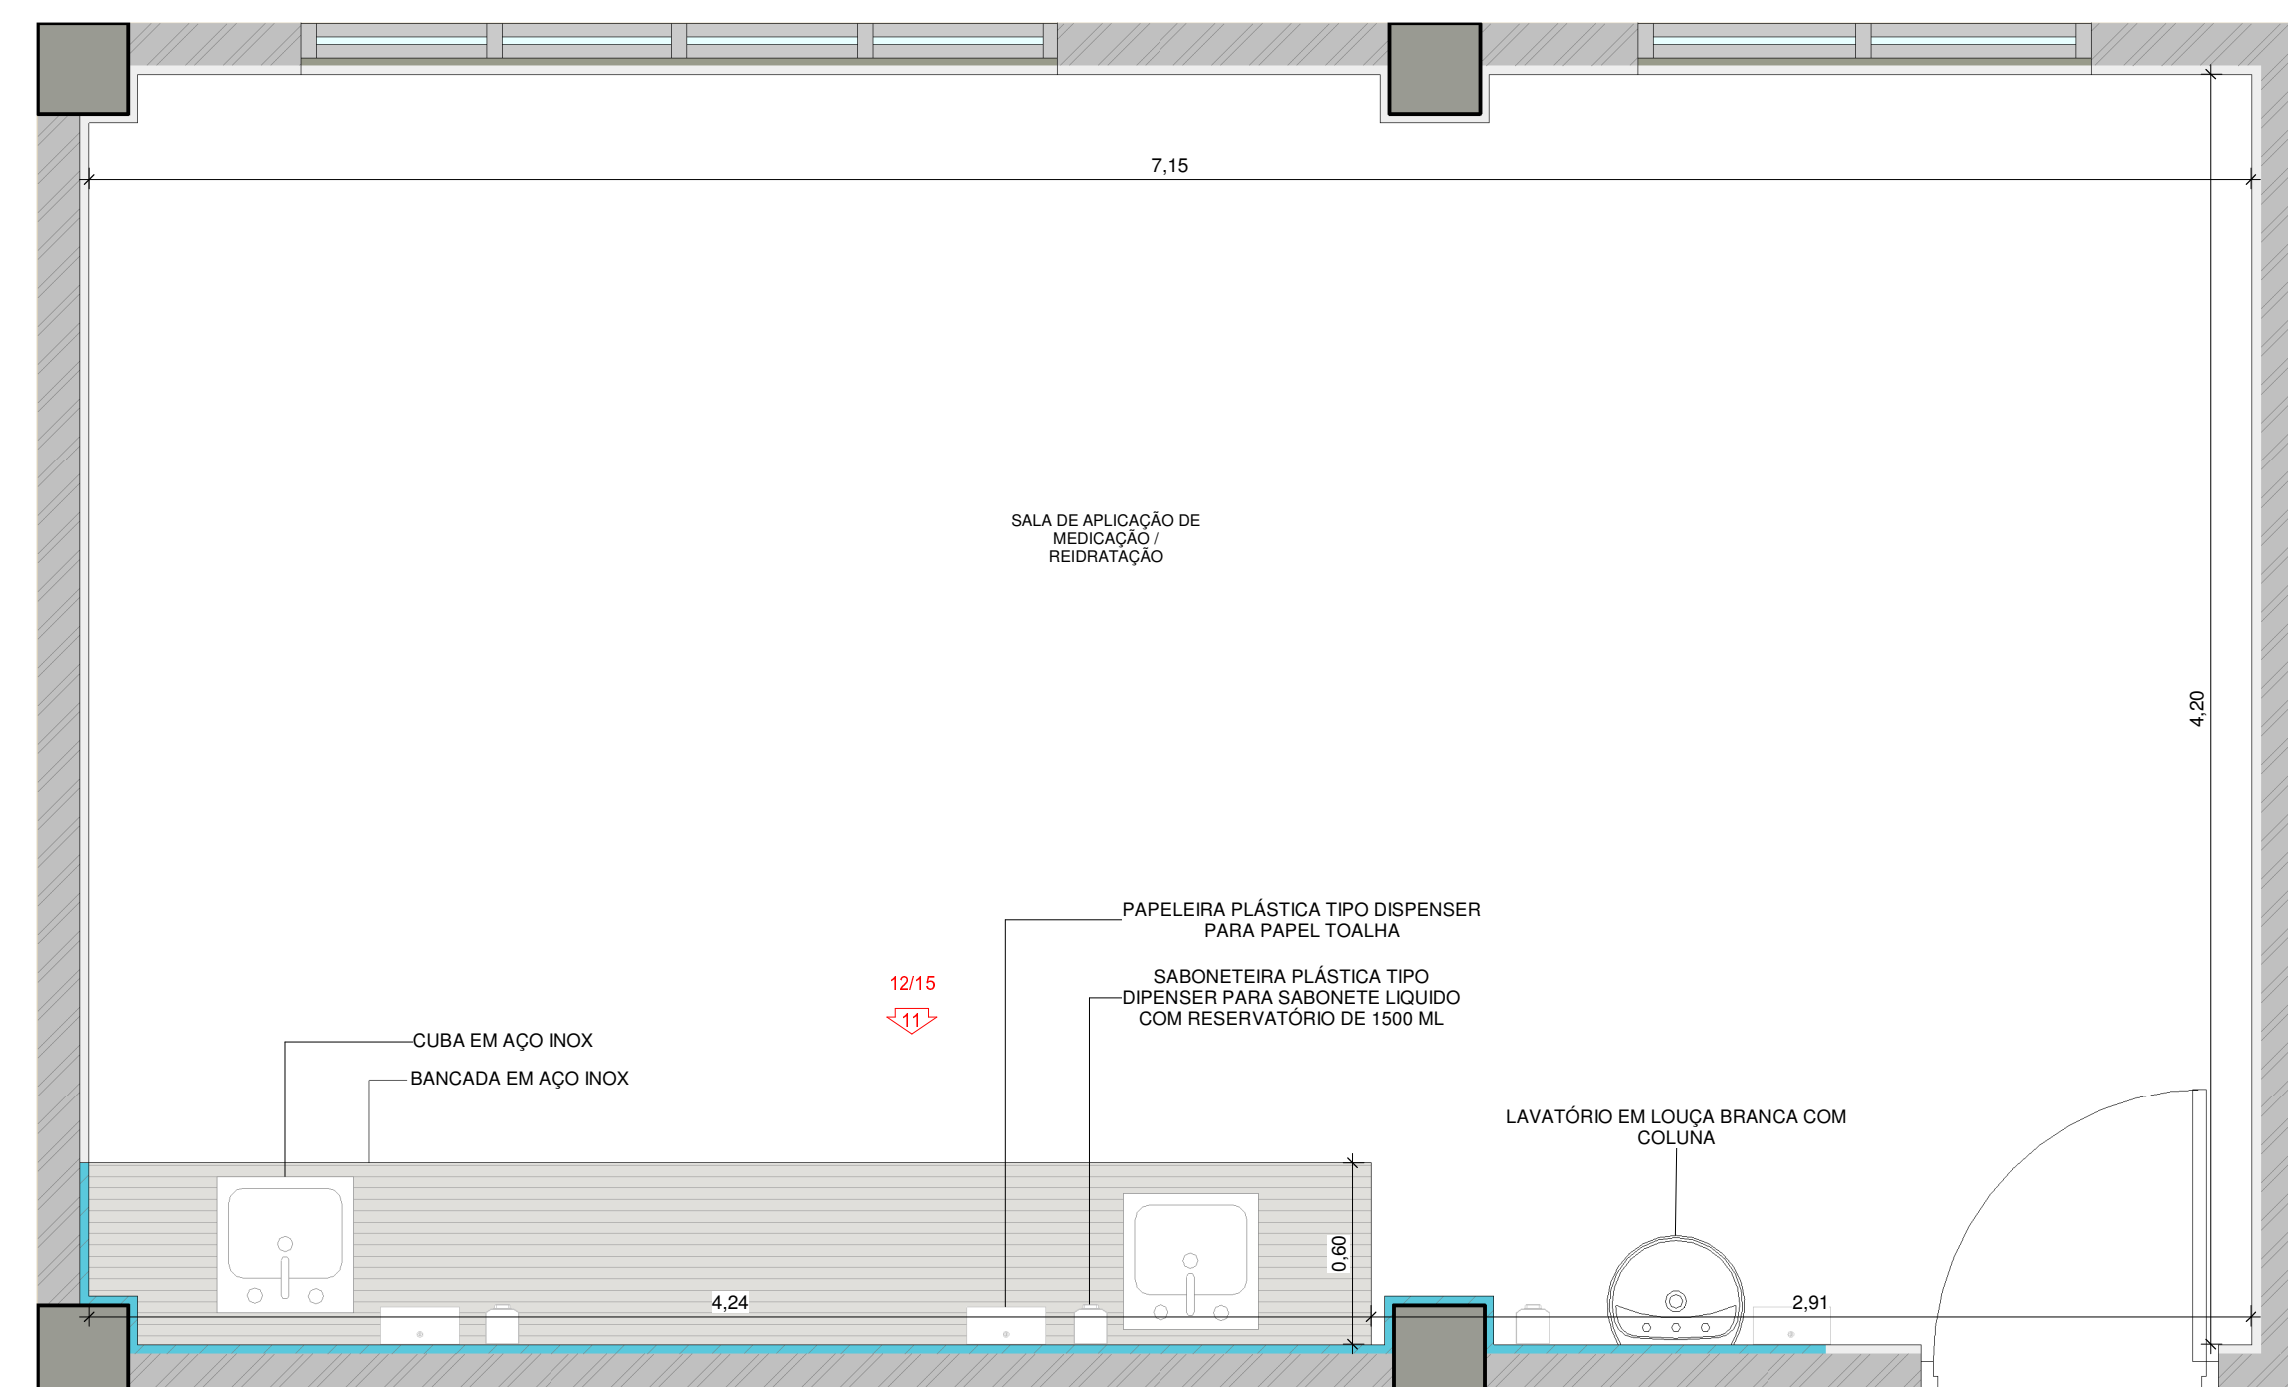 7,15
SALA DE APLICAÇÃO DE
MEDICAÇÃO /
REIDRATAÇÃO
4,20
PAPELEIRA PLÁSTICA TIPO DISPENSER
PARA PAPEL TOALHA
SABONETEIRA PLÁSTICA TIPO
DIPENSER PARA SABONETE LIQUIDO
COM RESERVATÓRIO DE 1500 ML
12/15
11
CUBA EM AÇO INOX
BANCADA EM AÇO INOX
LAVATÓRIO EM LOUÇA BRANCA COM
COLUNA
0,60
4,24
2,91